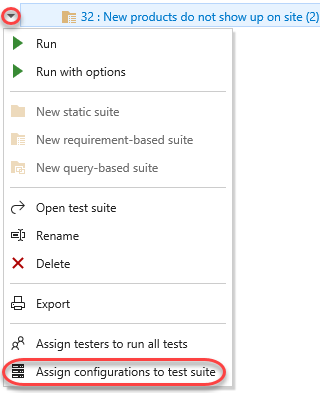 32 : New products do not show up on site (2)
Run
Run with options
New static suite
New requirement-based suite
New query-based suite
Open test suite
Rename
Delete
Export
Assign testers to run all tests
Assign configurations to test suite